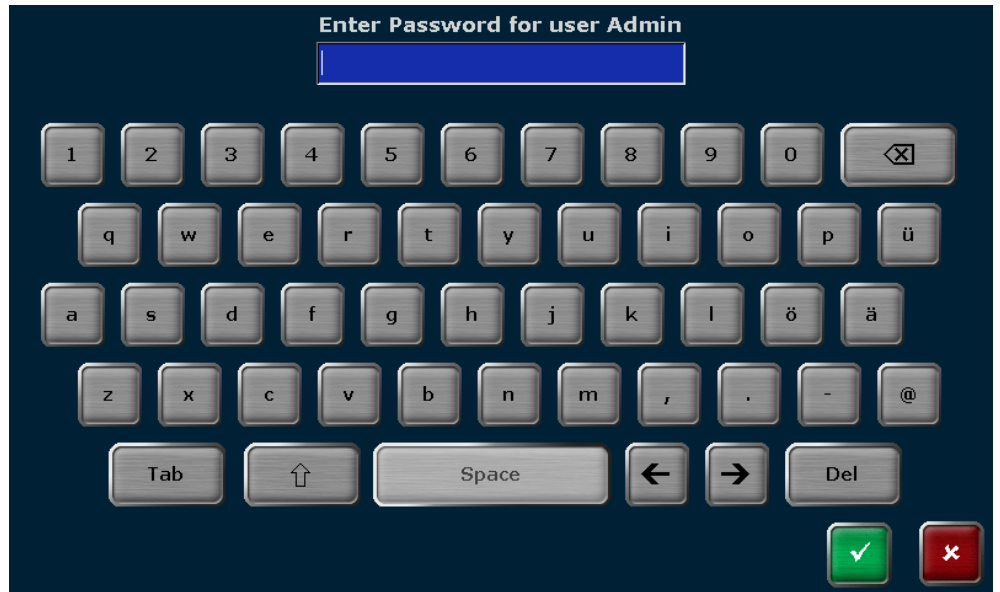 Enter Password for user Admin
1 2 3 4 5 6 7 8 9 0
q w e r t y u i o p ü
a s d f g h j k l ö ä
z x c v b n m , . - @
Tab Space Del